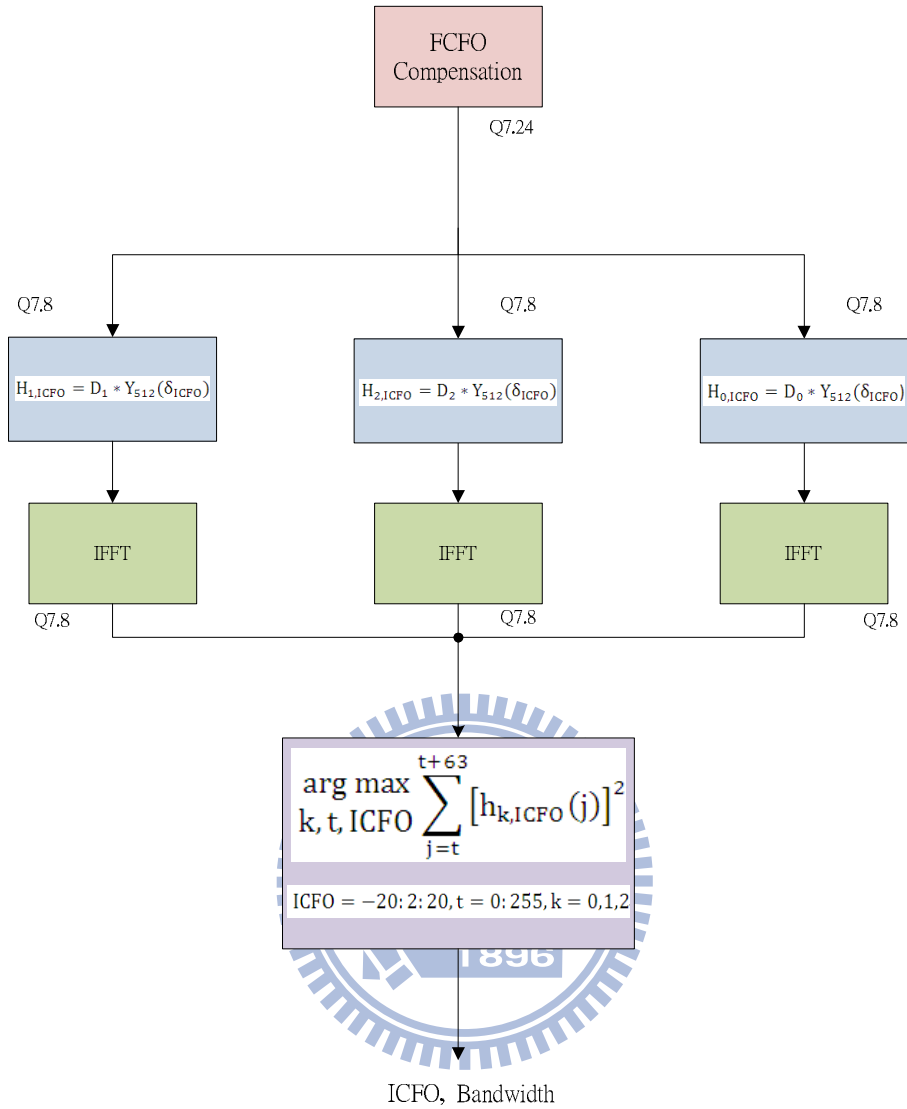 FCFO
Compensation
Q7.24
Q7.8 Q7.8 Q7.8
H₁,ICFO = D₁ * Y₅₁₂(δICFO)
H₂,ICFO = D₂ * Y₅₁₂(δICFO)
H₀,ICFO = D₀ * Y₅₁₂(δICFO)
IFFT IFFT IFFT
Q7.8 Q7.8 Q7.8
t+63
arg max ∑ [hk,ICFO(j)]²
k, t, ICFO
j=t
ICFO = −20: 2: 20, t = 0: 255, k = 0,1,2
1896
ICFO, Bandwidth